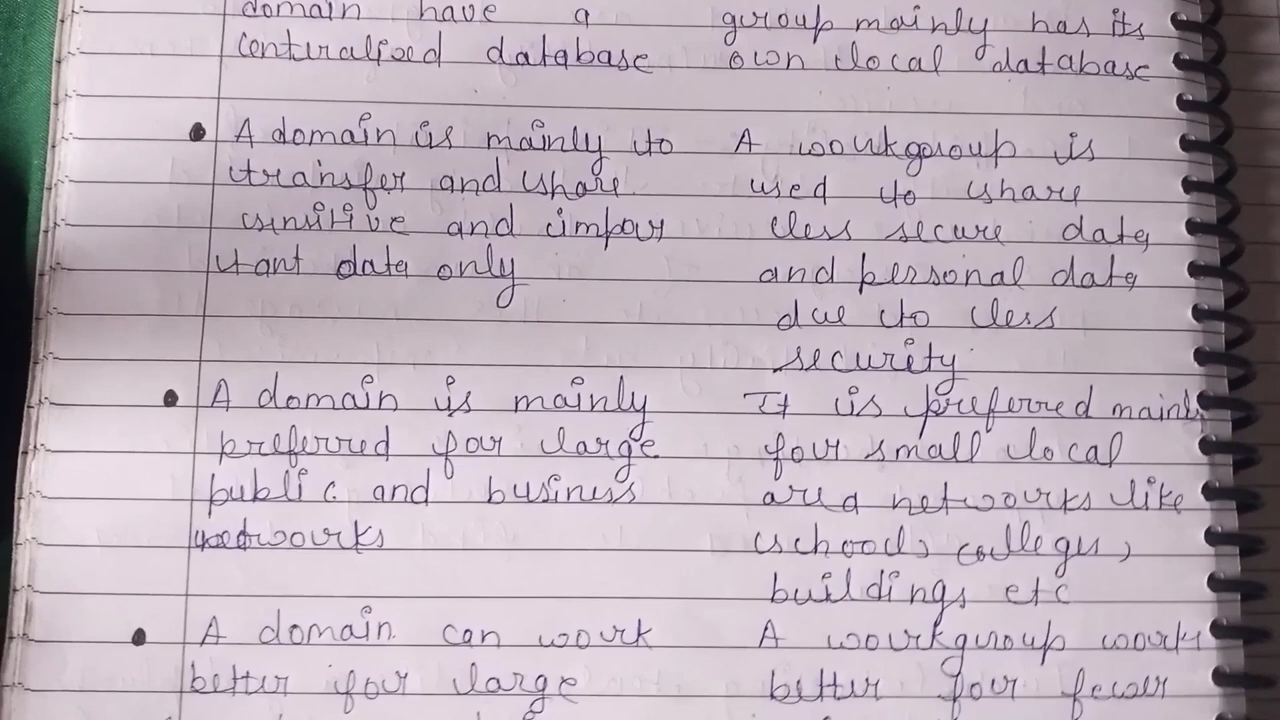 domain have a
centralised database
A domain is mainly to
transfer and share
sensitive and impor
tant data only
A domain is mainly
preferred for large
public and business
networks
A domain can work
better for large
group mainly has its
own local database
A workgroup is
used to share
less secure data
and personal data
due to less
security.
It is preferred mainly
for small local
area networks like
school, colleges,
buildings etc
A workgroup works
better for fewer